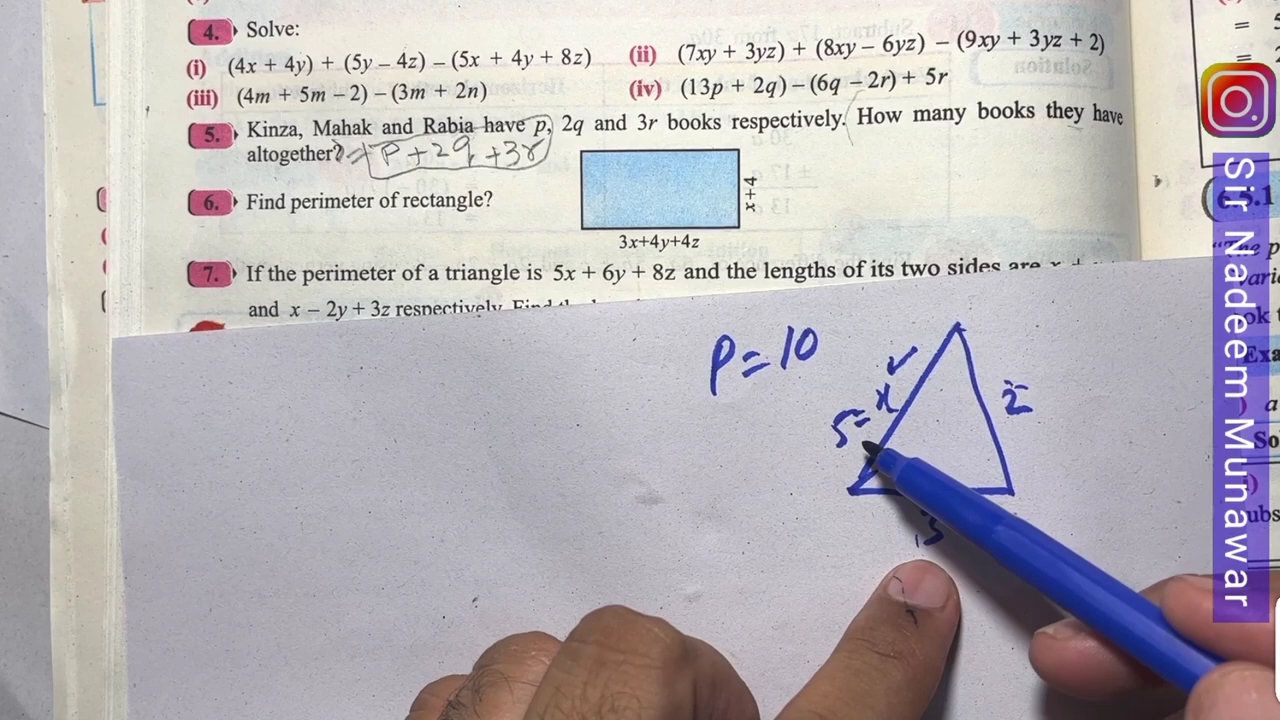 4. Solve:
(i) (4x + 4y) + (5y – 4z) – (5x + 4y + 8z) (ii) (7xy + 3yz) + (8xy – 6yz) – (9xy + 3yz + 2)
(iii) (4m + 5m – 2) – (3m + 2n) (iv) (13p + 2q) – (6q – 2r) + 5r
5. Kinza, Mahak and Rabia have p, 2q and 3r books respectively. How many books they have
altogether? = P + 2q + 3r
6. Find perimeter of rectangle?
x+4
3x+4y+4z
7. If the perimeter of a triangle is 5x + 6y + 8z and the lengths of its two sides are x +
and x – 2y + 3z respectively. Find
P = 10
5 = x
2
3
6.5.1
Sir Nadeem Munawar